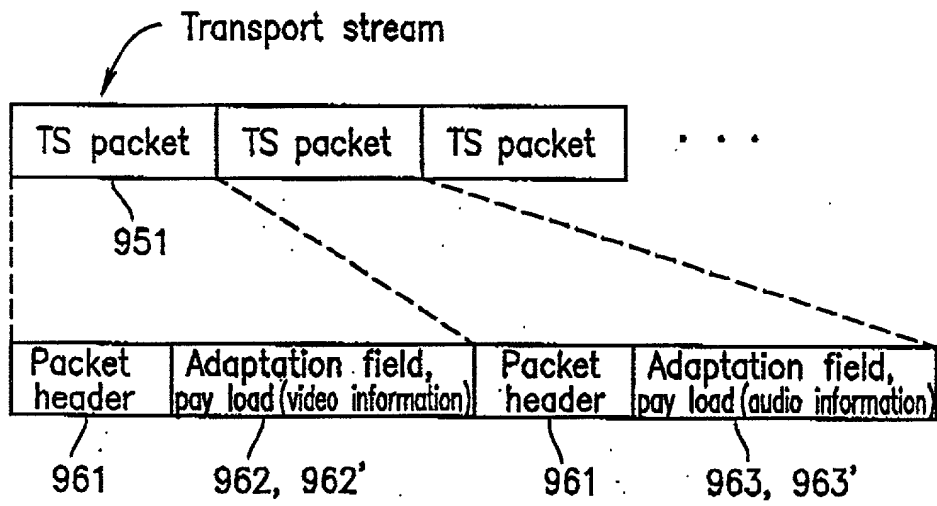 Transport stream
TS packet TS packet TS packet . . .
951
Packet header
Adaptation field, pay load (video information)
Packet header
Adaptation field, pay load (audio information)
961 962, 962' 961 963, 963'